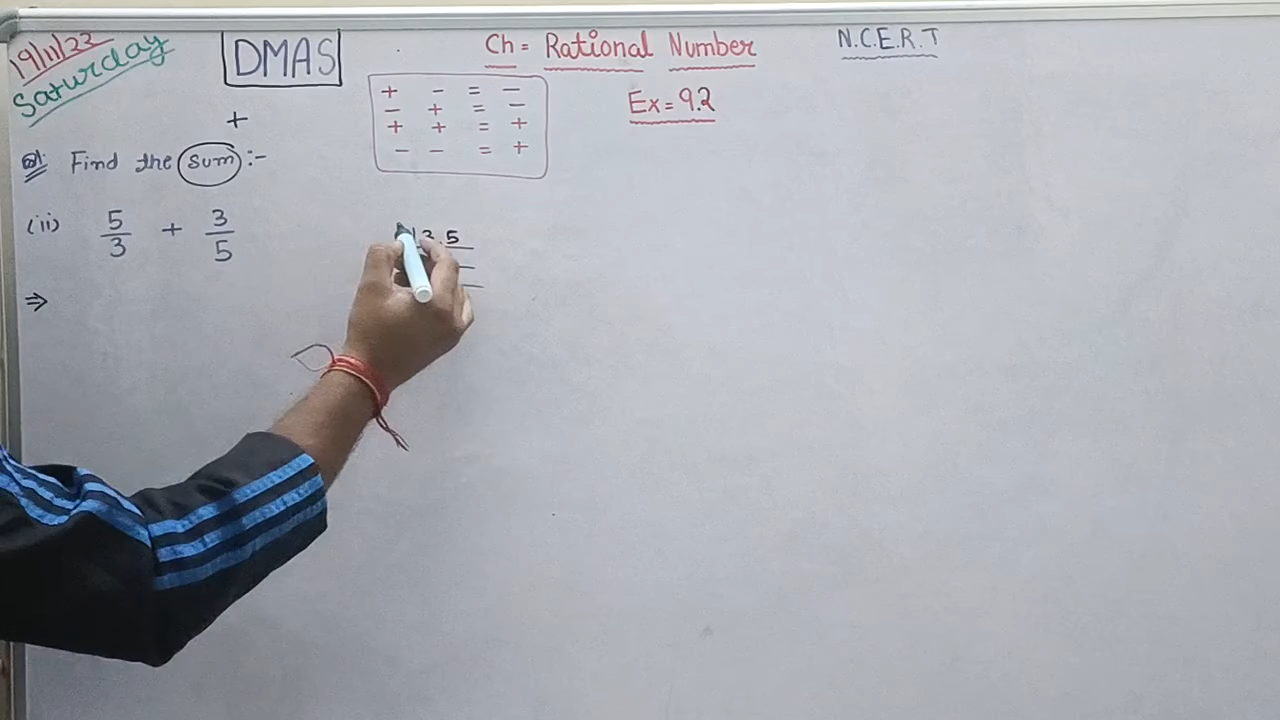 19/11/22
Saturday
DMAS
Ch = Rational Number
N.C.E.R.T
Ex = 9.2
+ - = -
- + = -
+ + = +
- - = +
+
Q1. Find the sum :-
(ii) 5/3 + 3/5
3,5
⇒